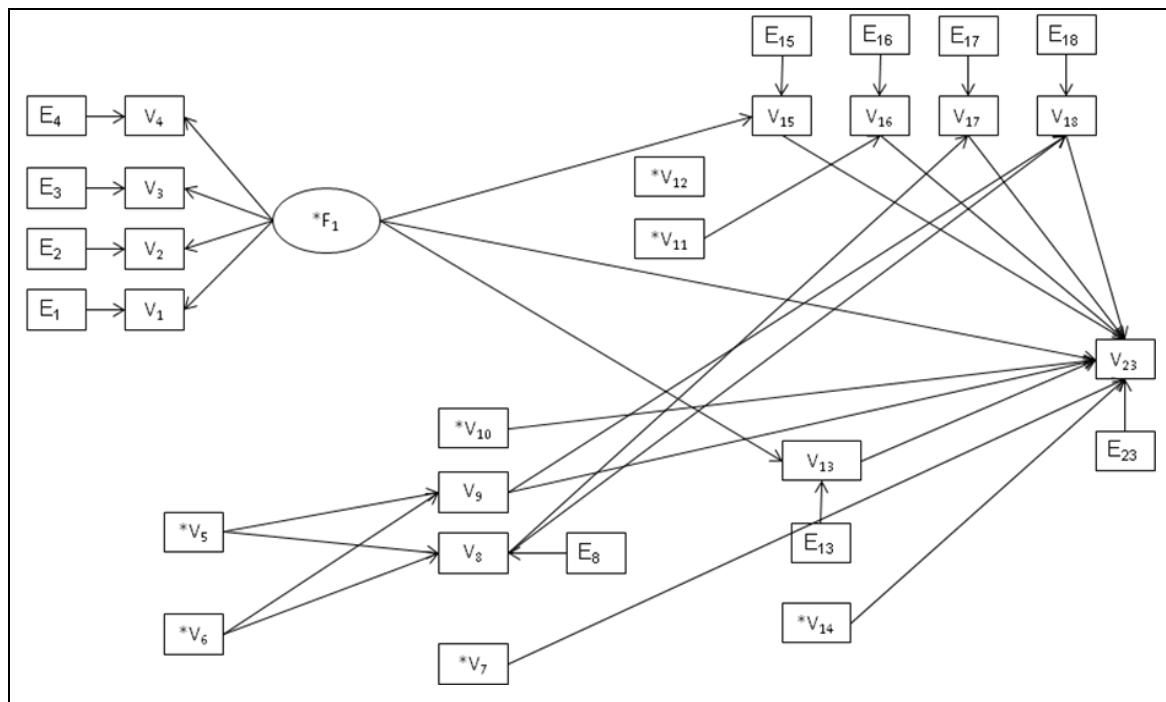 E₁₅ E₁₆ E₁₇ E₁₈
E₄ V₄ V₁₅ V₁₆ V₁₇ V₁₈
*V₁₂
E₃ V₃ *F₁
E₂ V₂ *V₁₁
E₁ V₁
V₂₃
*V₁₀ V₁₃ E₂₃
V₉
*V₅ V₈ E₈ E₁₃
*V₆ *V₇ *V₁₄